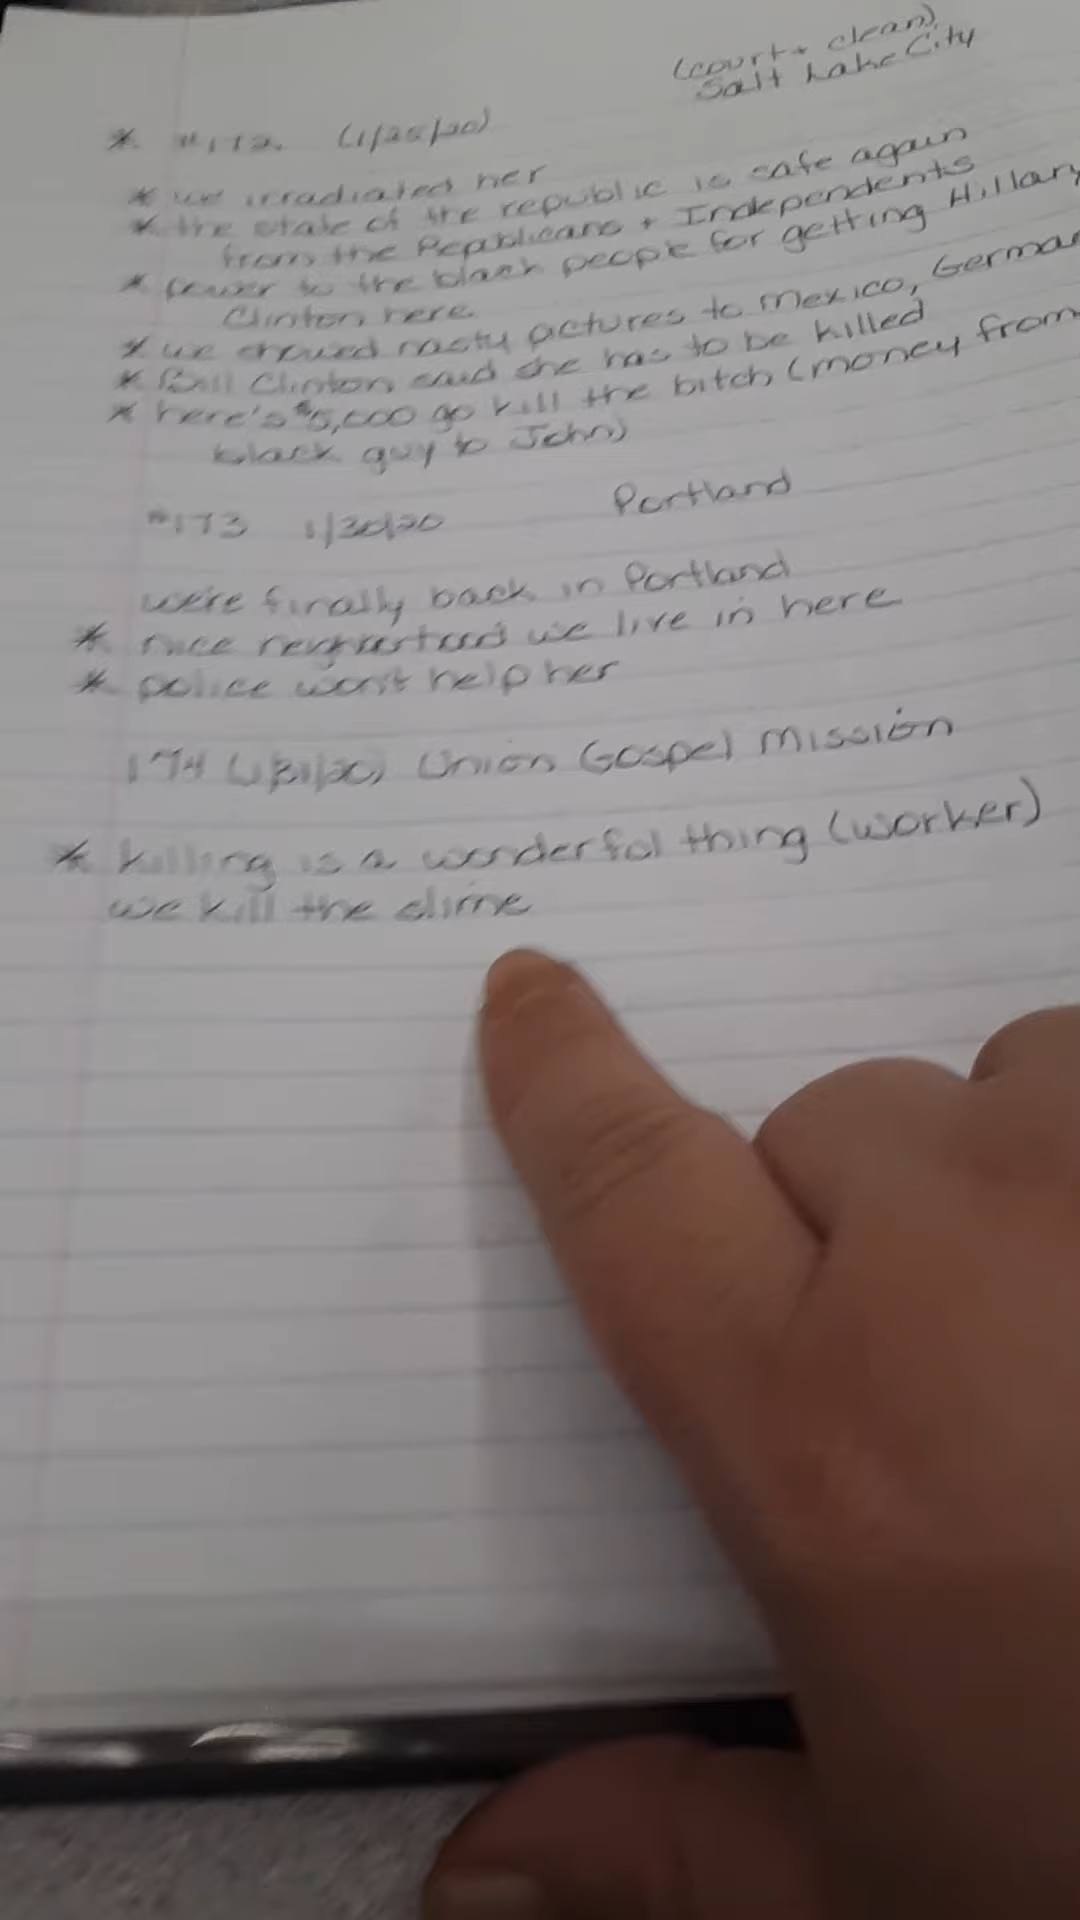 (court + clean)
Salt Lake City
* #172. (1/25/20)
* we irradiated her
* the state of the republic is safe again
from the Republicans + Independents
* power to the black people for getting Hillary
Clinton here.
* we showed nasty pictures to Mexico, German
* Bill Clinton said she has to be killed
* here's $5,000 go kill the bitch (money from
black guy to John)
#173 1/30/20 Portland
we're finally back in Portland
* nice neighborhood we live in here
* police won't help her
174 (1/31/20) Union Gospel Mission
* killing is a wonderful thing (worker)
we kill the slime